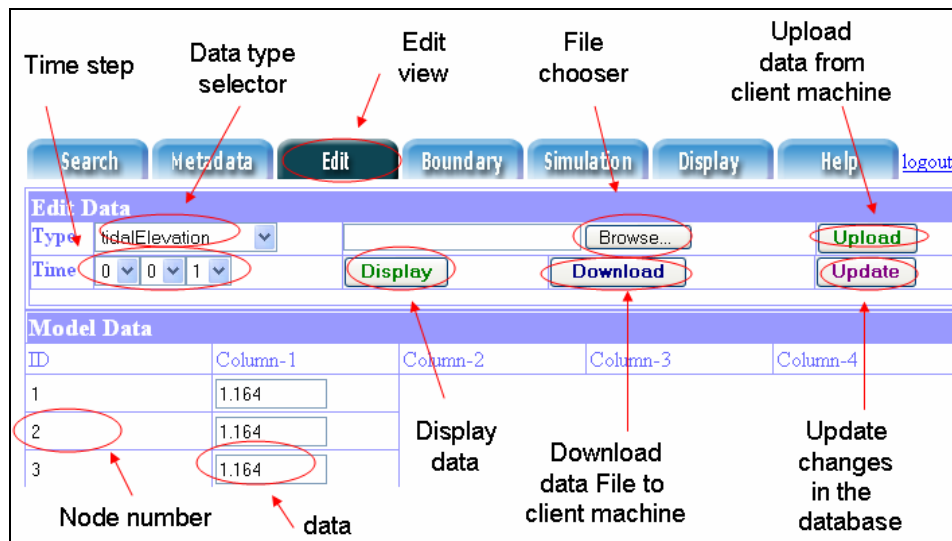 Time step
Data type
selector
Edit
view
File
chooser
Upload
data from
client machine
Search Metadata Edit Boundary Simulation Display Help logout
Edit Data
Type tidalElevation Browse... Upload
Time 0 0 1 Display Download Update
Model Data
ID Column-1 Column-2 Column-3 Column-4
1 1.164
2 1.164
3 1.164
Node number
data
Display
data
Download
data File to
client machine
Update
changes
in the
database